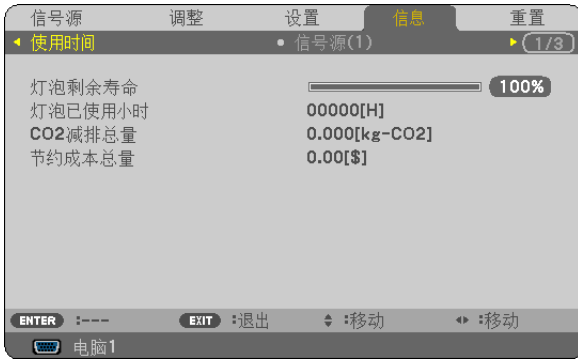 信号源 调整 设置 信息 重置
使用时间 • 信号源(1) 1/3
灯泡剩余寿命 100%
灯泡已使用小时 00000[H]
CO2减排总量 0.000[kg-CO2]
节约成本总量 0.00[$]
ENTER :--- EXIT :退出 :移动 :移动
电脑1